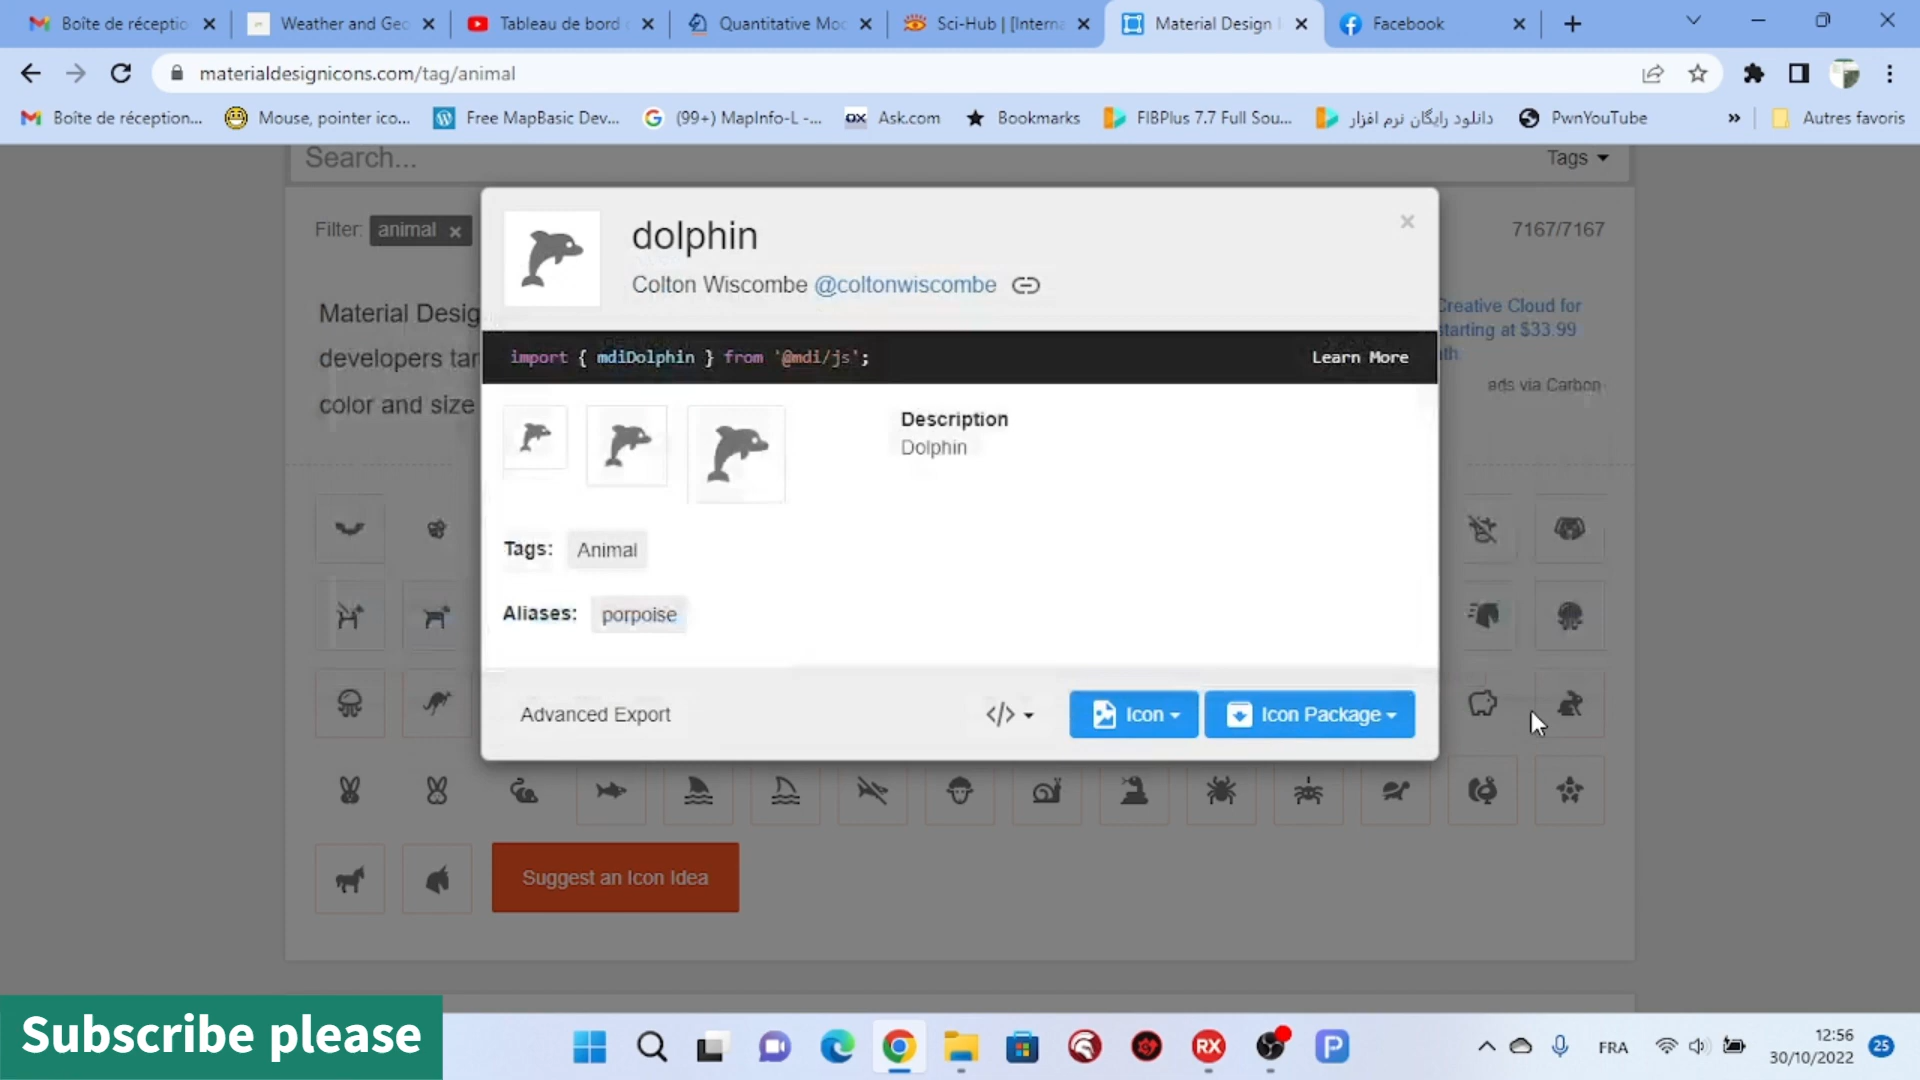 Boîte de réceptio
Weather and Geo
Tableau de bord
Quantitative Mod
Sci-Hub | [Interna
Material Design
Facebook
materialdesignicons.com/tag/animal
Boîte de réception...
Mouse, pointer ico...
Free MapBasic Dev...
(99+) MapInfo-L -...
Ask.com
Bookmarks
FIBPlus 7.7 Full Sou...
دانلود رایگان نرم افزار
PwnYouTube
»
Autres favoris
Search...
Tags
Filter: animal ×
7167/7167
dolphin
Colton Wiscombe @coltonwiscombe
Material Desig
developers tar
color and size
Creative Cloud for
starting at $33.99
ads via Carbon
import { mdiDolphin } from '@mdi/js';
Learn More
Description
Dolphin
Tags: Animal
Aliases: porpoise
Advanced Export
</>
Icon
Icon Package
Suggest an Icon Idea
Subscribe please
RX
P
FRA
12:56
30/10/2022
25